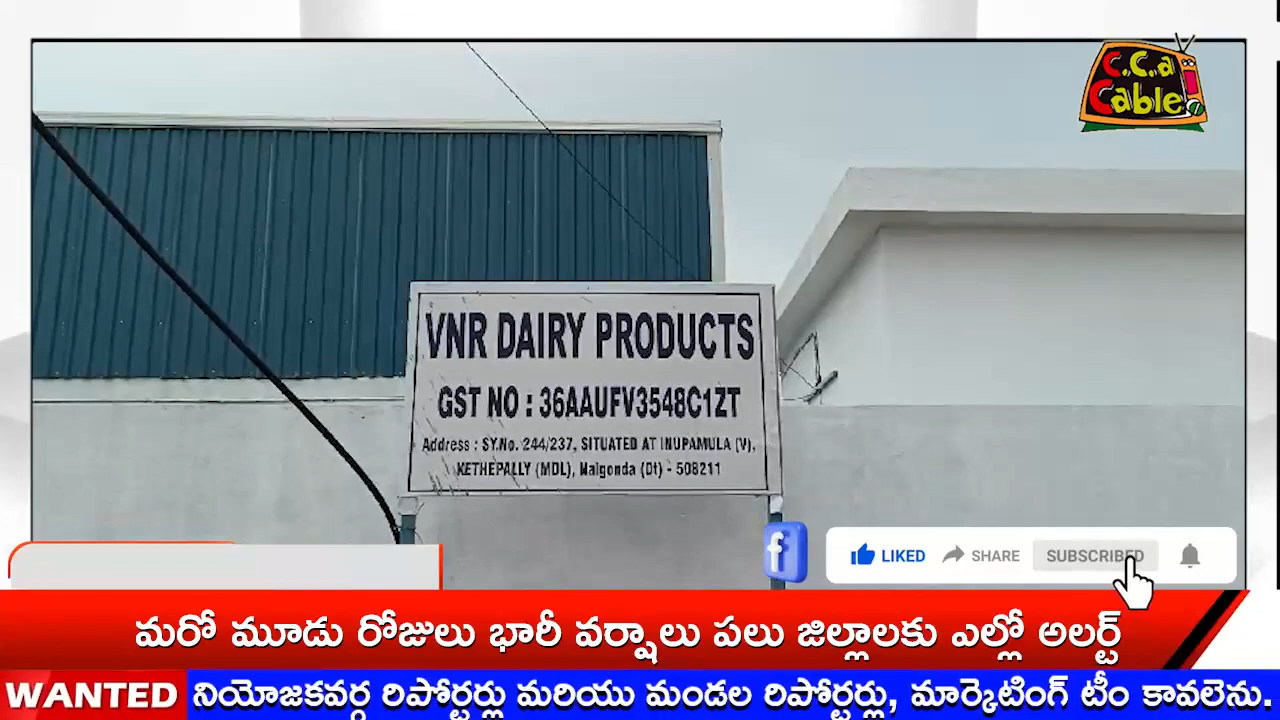 C.C.a
Cable
VNR DAIRY PRODUCTS
GST NO : 36AAUFV3548C1ZT
Address : SY.No. 244/237, SITUATED AT INUPAMULA (V),
KETHEPALLY (MDL), Nalgonda (Dt) - 508211
f
LIKED SHARE SUBSCRIBED
మరో మూడు రోజులు భారీ వర్షాలు పలు జిల్లాలకు ఎల్లో అలర్ట్
WANTED నియోజకవర్గ రిపోర్టర్లు మరియు మండల రిపోర్టర్లు, మార్కెటింగ్ టీం కావలెను.